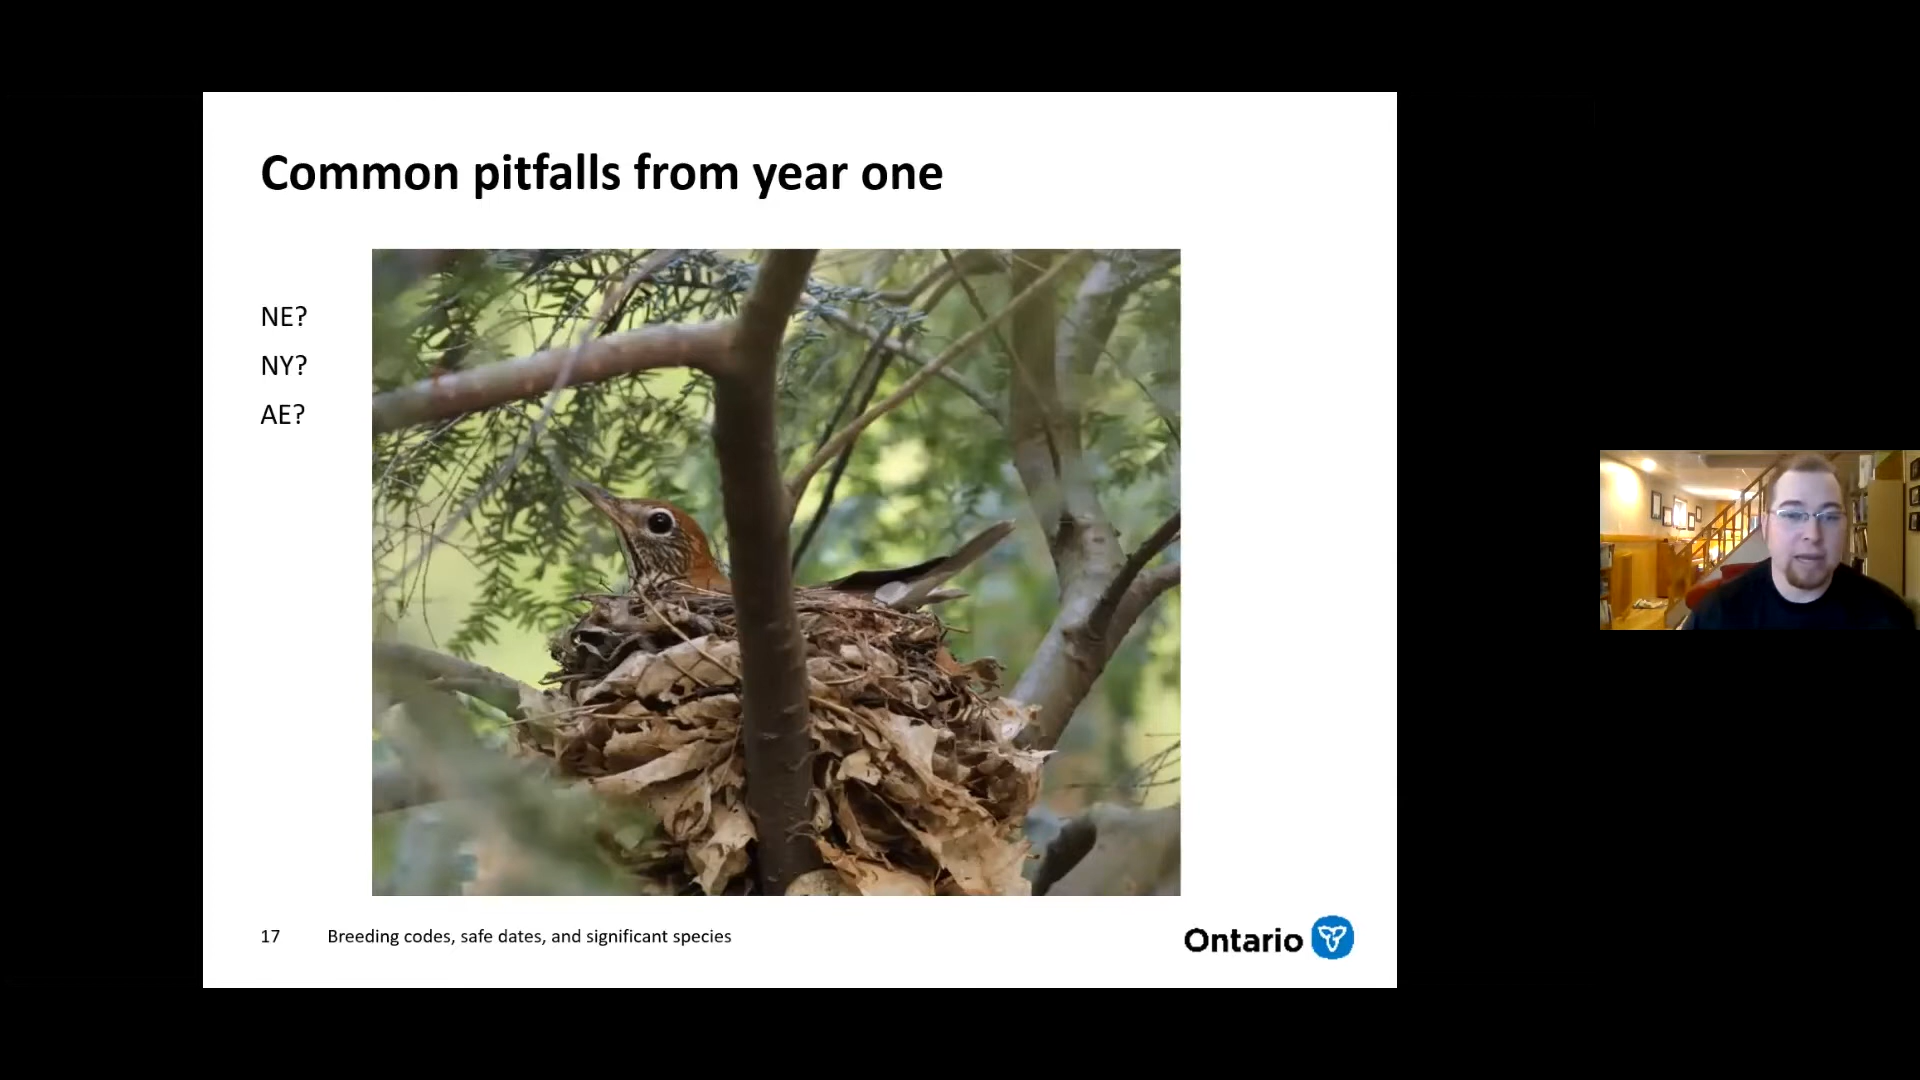 Common pitfalls from year one
NE?
NY?
AE?
17 Breeding codes, safe dates, and significant species
Ontario